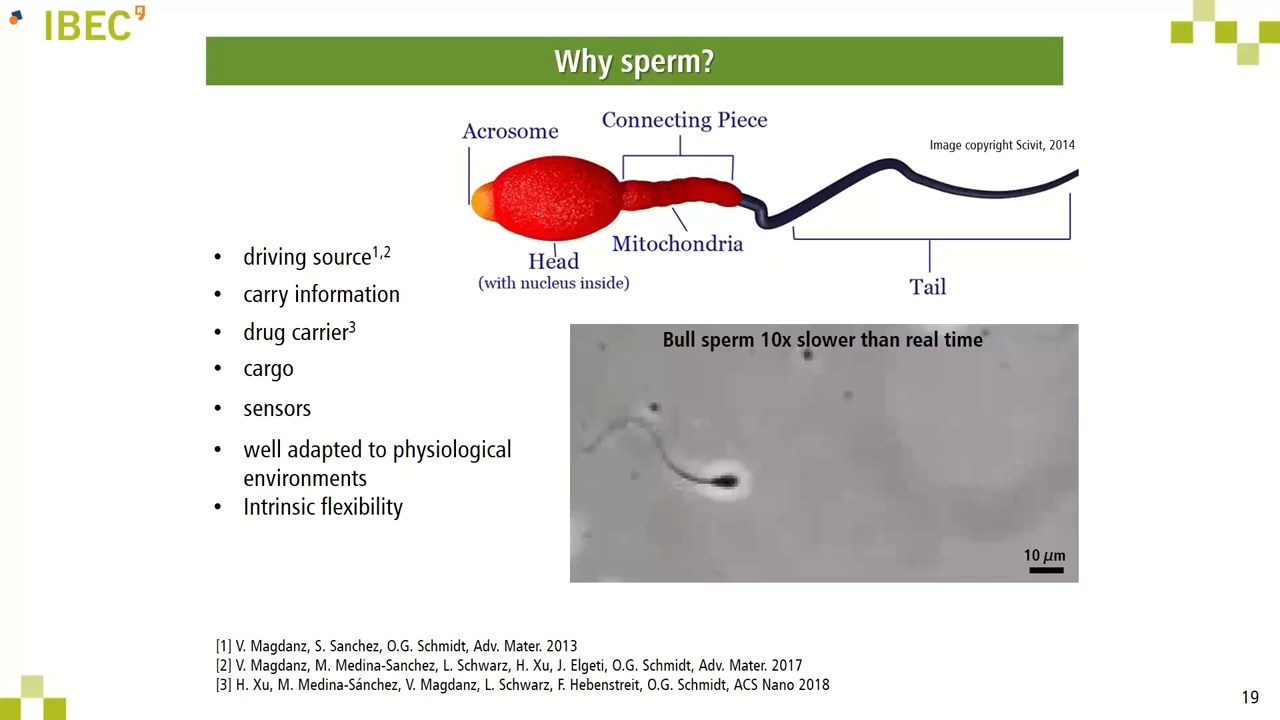 IBEC
R
Why sperm?
Acrosome
Connecting Piece
Image copyright Scivit, 2014
Mitochondria
Head
(with nucleus inside)
Tail
• driving source1,2
• carry information
• drug carrier3
• cargo
• sensors
• well adapted to physiological
environments
• Intrinsic flexibility
Bull sperm 10x slower than real time
10 µm
[1] V. Magdanz, S. Sanchez, O.G. Schmidt, Adv. Mater. 2013
[2] V. Magdanz, M. Medina-Sanchez, L. Schwarz, H. Xu, J. Elgeti, O.G. Schmidt, Adv. Mater. 2017
[3] H. Xu, M. Medina-Sánchez, V. Magdanz, L. Schwarz, F. Hebenstreit, O.G. Schmidt, ACS Nano 2018
19